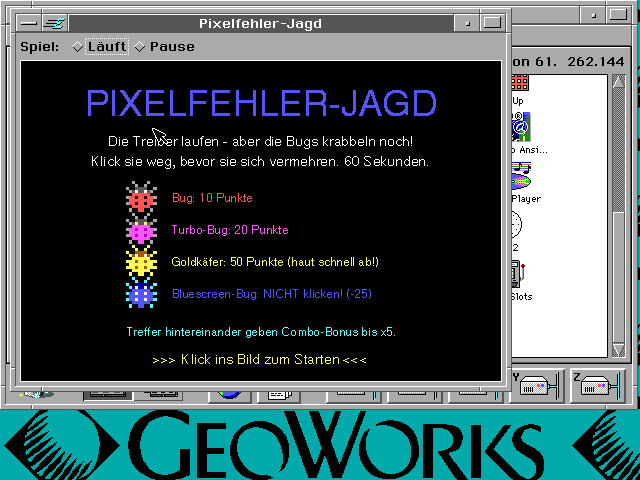 Pixelfehler-Jagd
Spiel: Läuft Pause
on 61. 262.144
PIXELFEHLER-JAGD
Die Treiber laufen - aber die Bugs krabbeln noch!
Klick sie weg, bevor sie sich vermehren. 60 Sekunden.
Bug: 10 Punkte
Turbo-Bug: 20 Punkte
Goldkäfer: 50 Punkte (haut schnell ab!)
Bluescreen-Bug: NICHT klicken! (-25)
Treffer hintereinander geben Combo-Bonus bis x5.
>>> Klick ins Bild zum Starten <<<
Up
Ansi...
Player
2
Slots
Y
Z
GEOWORKS